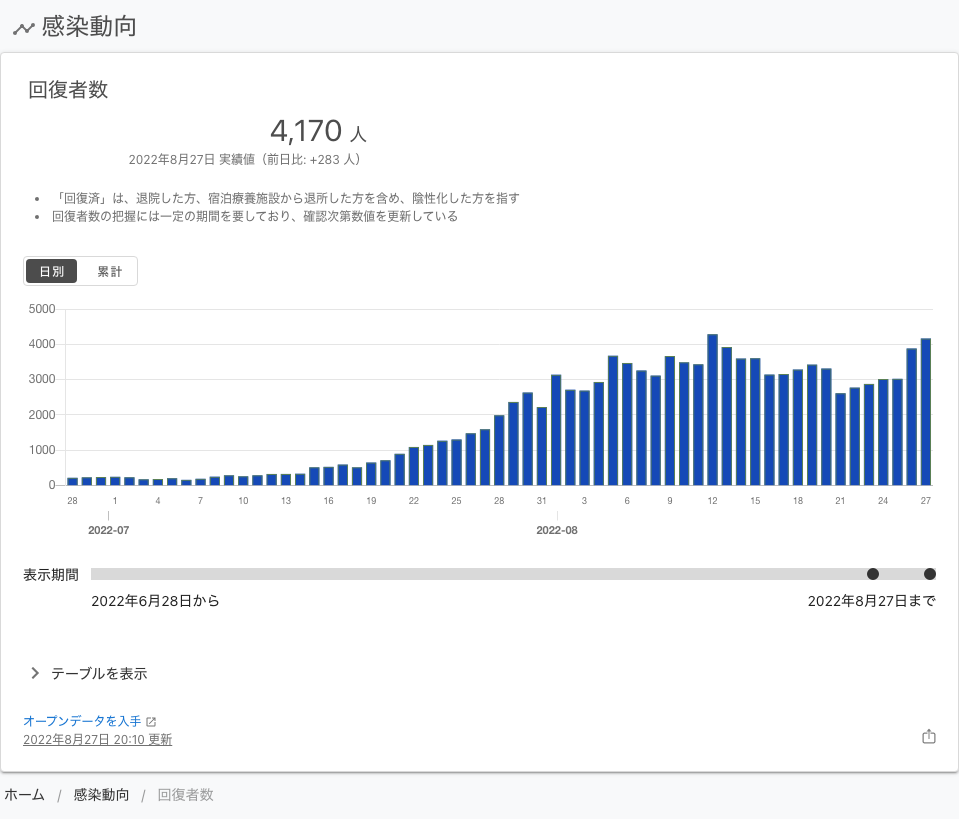 感染動向
回復者数
4,170 人
2022年8月27日 実績値（前日比: +283 人）
• 「回復済」は、退院した方、宿泊療養施設から退所した方を含め、陰性化した方を指す
• 回復者数の把握には一定の期間を要しており、確認次第数値を更新している
日別 累計
5000
4000
3000
2000
1000
0
28 1 4 7 10 13 16 19 22 25 28 31 3 6 9 12 15 18 21 24 27
2022-07 2022-08
表示期間
2022年6月28日から 2022年8月27日まで
テーブルを表示
オープンデータを入手
2022年8月27日 20:10 更新
ホーム / 感染動向 / 回復者数